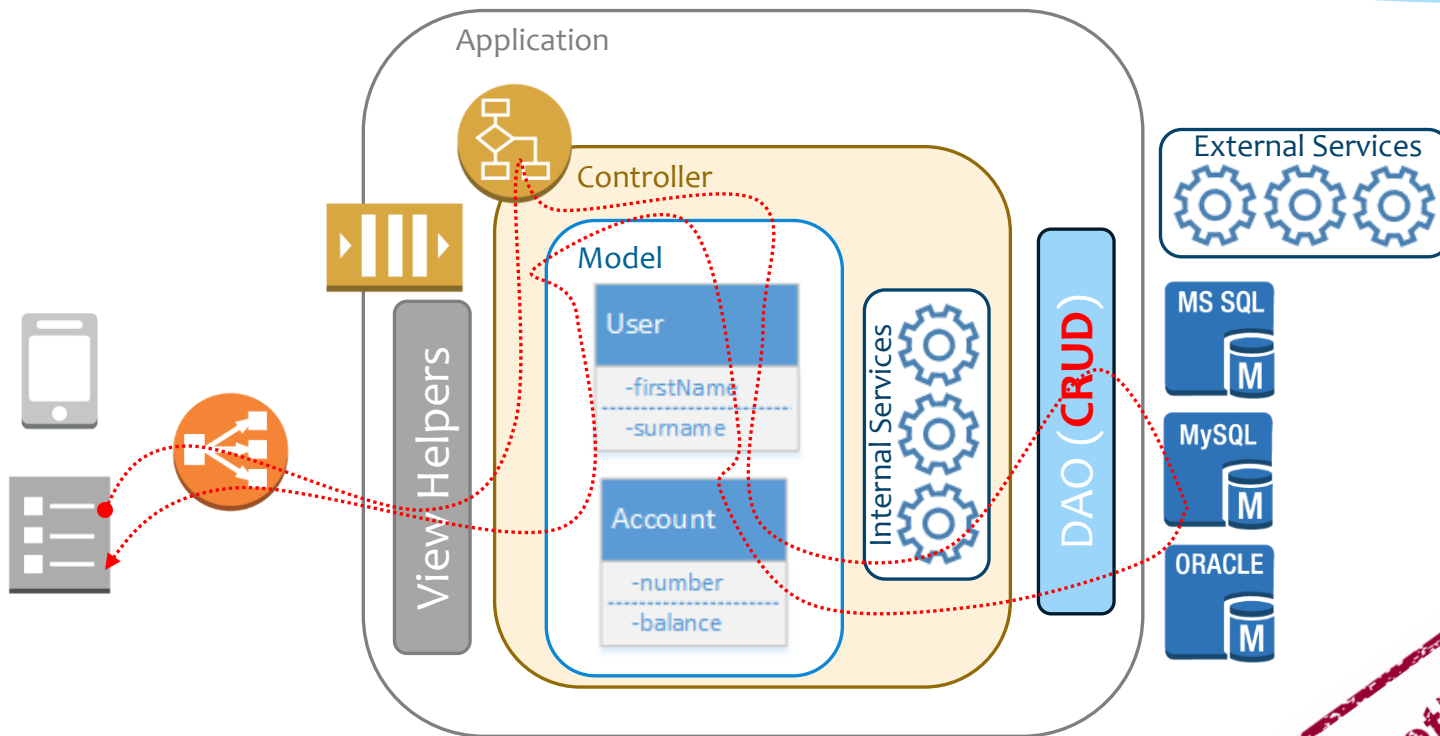 Application
External Services
Controller
Model
User
-firstName
-surname
Account
-number
-balance
View Helpers
Internal Services
DAO (CRUD)
MS SQL
M
MySQL
M
ORACLE
M